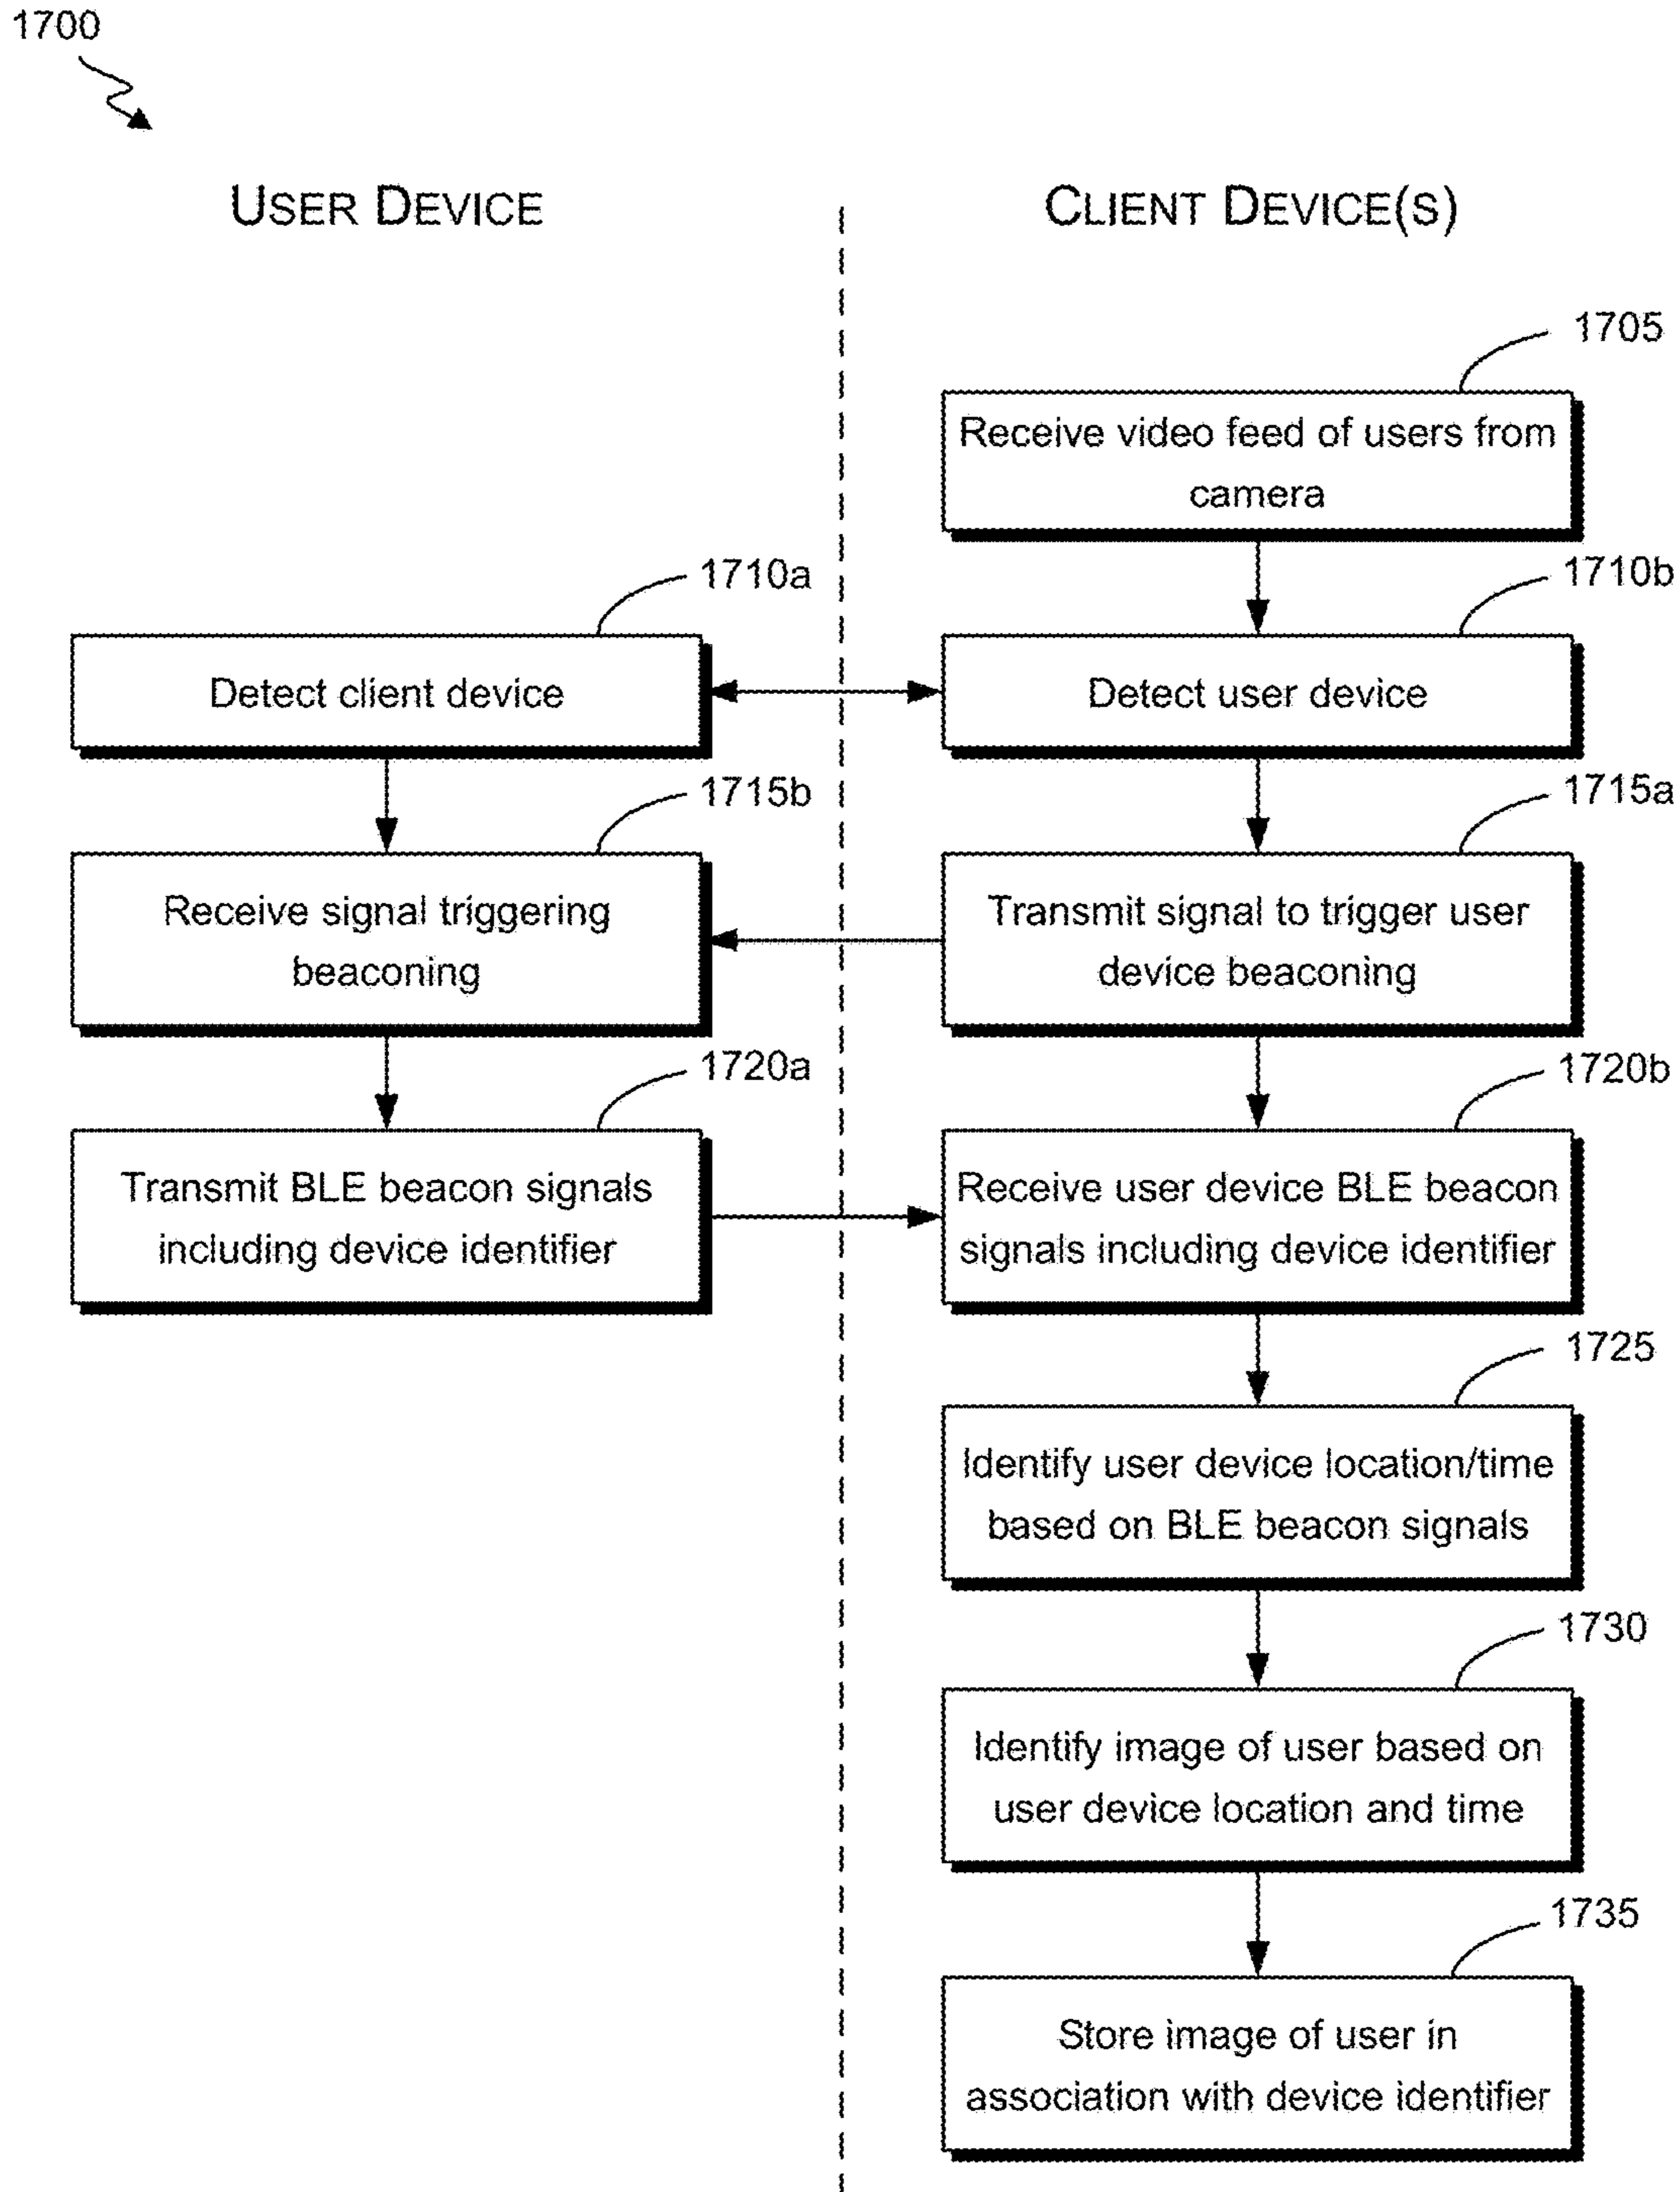 1700
USER DEVICE
CLIENT DEVICE(S)
1705
Receive video feed of users from
camera
1710a
Detect client device
1710b
Detect user device
1715b
Receive signal triggering
beaconing
1715a
Transmit signal to trigger user
device beaconing
1720a
Transmit BLE beacon signals
including device identifier
1720b
Receive user device BLE beacon
signals including device identifier
1725
Identify user device location/time
based on BLE beacon signals
1730
Identify image of user based on
user device location and time
1735
Store image of user in
association with device identifier